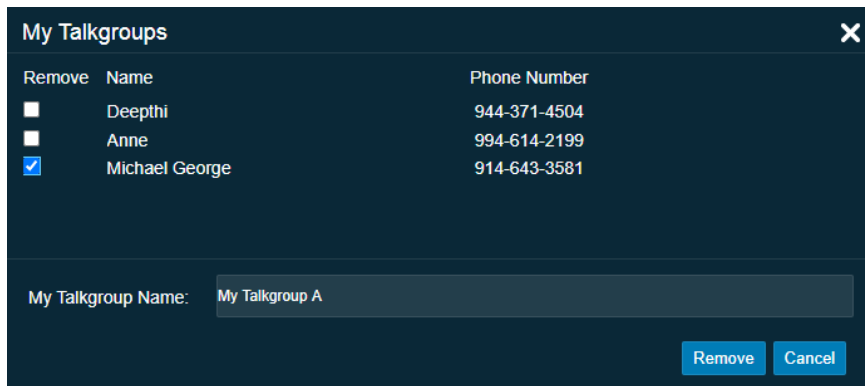 My Talkgroups
Remove Name Phone Number
Deepthi 944-371-4504
Anne 994-614-2199
Michael George 914-643-3581
My Talkgroup Name: My Talkgroup A
Remove Cancel